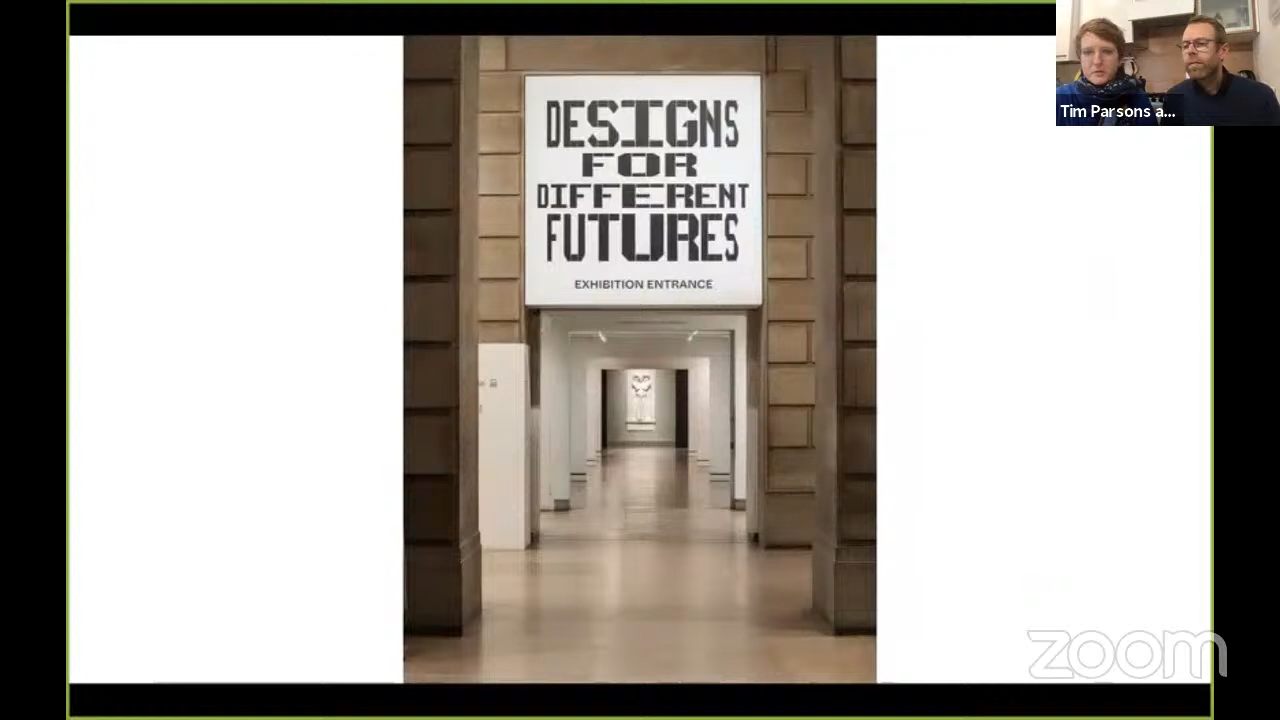 Tim Parsons a...
DESIGNS
FOR
DIFFERENT
FUTURES
EXHIBITION ENTRANCE
zoom